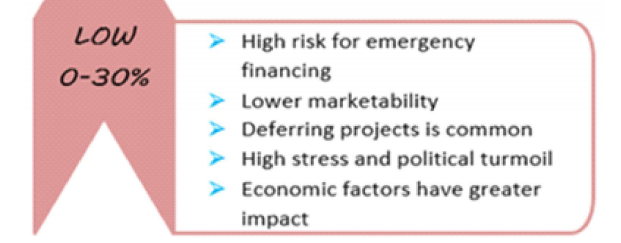 LOW
0-30%
➢ High risk for emergency
financing
➢ Lower marketability
➢ Deferring projects is common
➢ High stress and political turmoil
➢ Economic factors have greater
impact